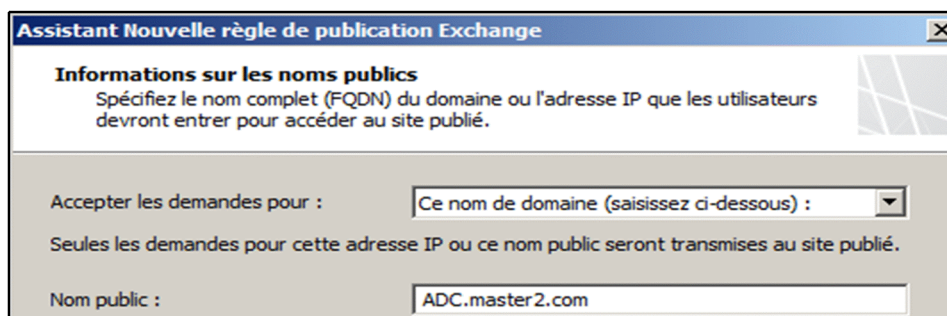 Assistant Nouvelle règle de publication Exchange
Informations sur les noms publics
Spécifiez le nom complet (FQDN) du domaine ou l'adresse IP que les utilisateurs
devront entrer pour accéder au site publié.
Accepter les demandes pour : Ce nom de domaine (saisissez ci-dessous) :
Seules les demandes pour cette adresse IP ou ce nom public seront transmises au site publié.
Nom public : ADC.master2.com